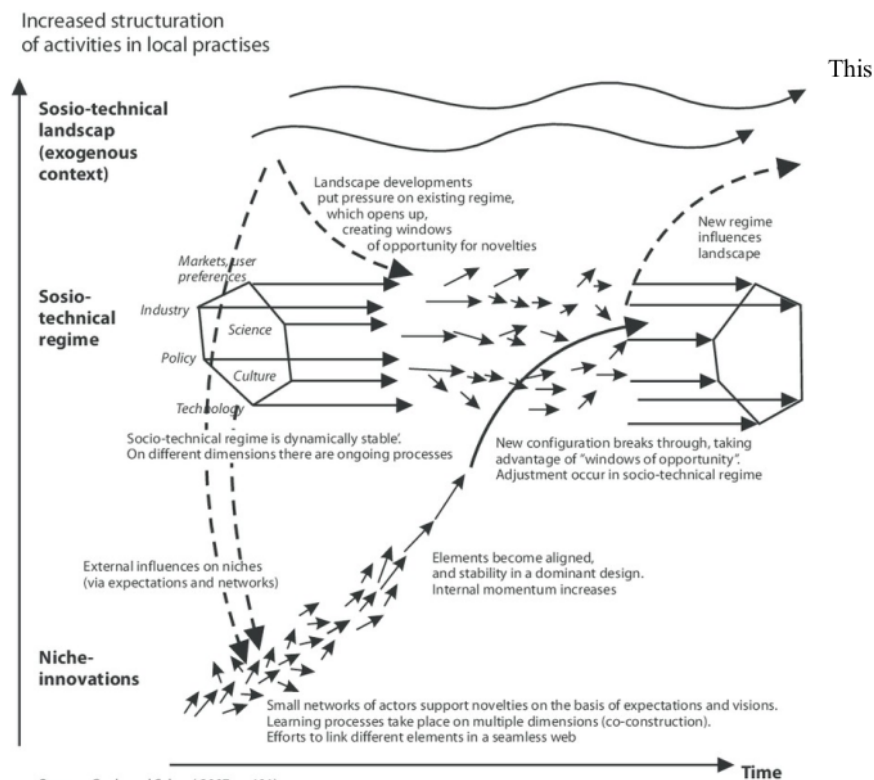 Increased structuration
of activities in local practises
This
Sosio-technical
landscap
(exogenous
context)
Landscape developments
put pressure on existing regime,
which opens up,
creating windows
of opportunity for novelties
New regime
influences
landscape
Markets, user
preferences
Sosio-
technical
regime
Industry
Science
Policy
Culture
Technology
Socio-technical regime is dynamically stable’.
On different dimensions there are ongoing processes
New configuration breaks through, taking
advantage of “windows of opportunity”.
Adjustment occur in socio-technical regime
External influences on niches
(via expectations and networks)
Elements become aligned,
and stability in a dominant design.
Internal momentum increases
Niche-
innovations
Small networks of actors support novelties on the basis of expectations and visions.
Learning processes take place on multiple dimensions (co-construction).
Efforts to link different elements in a seamless web
Time